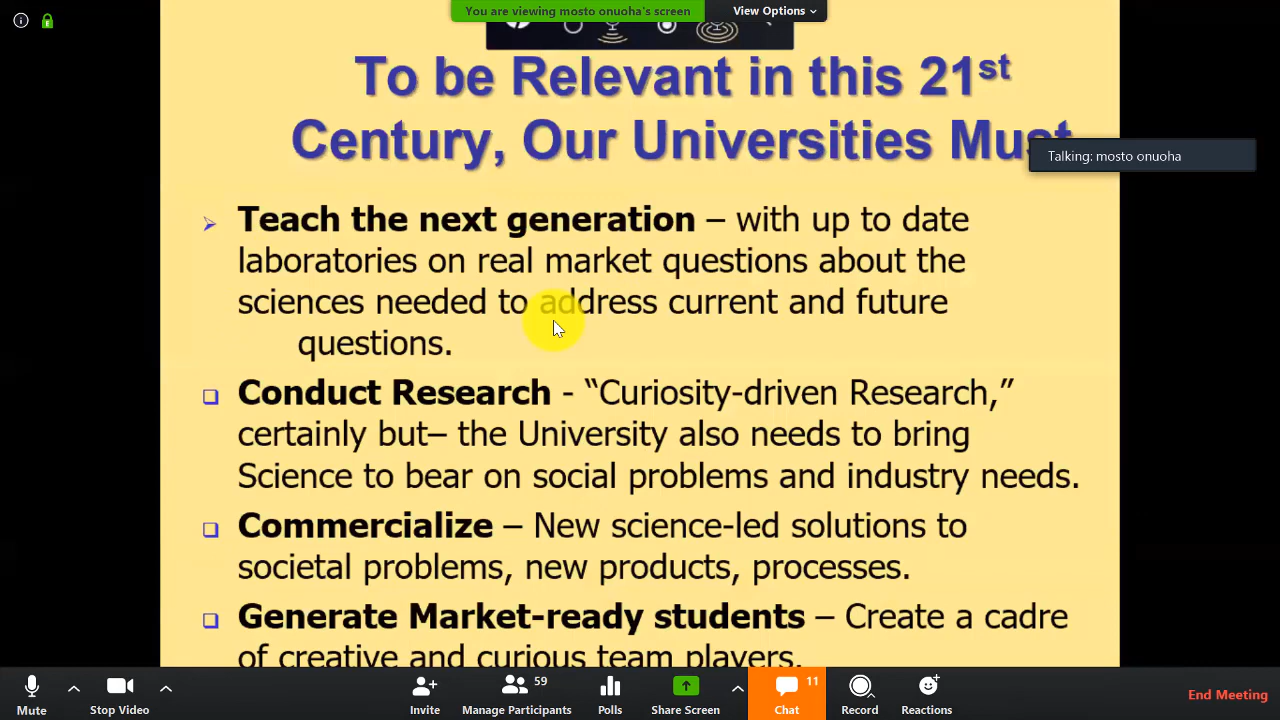 You are viewing mosto onuoha's screen
View Options
To be Relevant in this 21st
Century, Our Universities Must
Talking: mosto onuoha
Teach the next generation – with up to date
laboratories on real market questions about the
sciences needed to address current and future
questions.
Conduct Research - “Curiosity-driven Research,”
certainly but– the University also needs to bring
Science to bear on social problems and industry needs.
Commercialize – New science-led solutions to
societal problems, new products, processes.
Generate Market-ready students – Create a cadre
of creative and curious team players.
Mute
Stop Video
Invite
59
Manage Participants
Polls
Share Screen
11
Chat
Record
Reactions
End Meeting